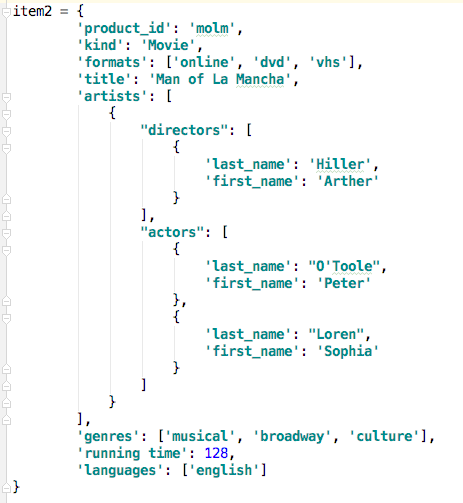 item2 = {
        'product_id': 'molm',
        'kind': 'Movie',
        'formats': ['online', 'dvd', 'vhs'],
        'title': 'Man of La Mancha',
        'artists': [
            {
                "directors": [
                    {
                        'last_name': 'Hiller',
                        'first_name': 'Arther'
                    }
                ],
                "actors": [
                    {
                        'last_name': "O'Toole",
                        'first_name': 'Peter'
                    },
                    {
                        'last_name': "Loren",
                        'first_name': 'Sophia'
                    }
                ]
            }
        ],
        'genres': ['musical', 'broadway', 'culture'],
        'running time': 128,
        'languages': ['english']
}